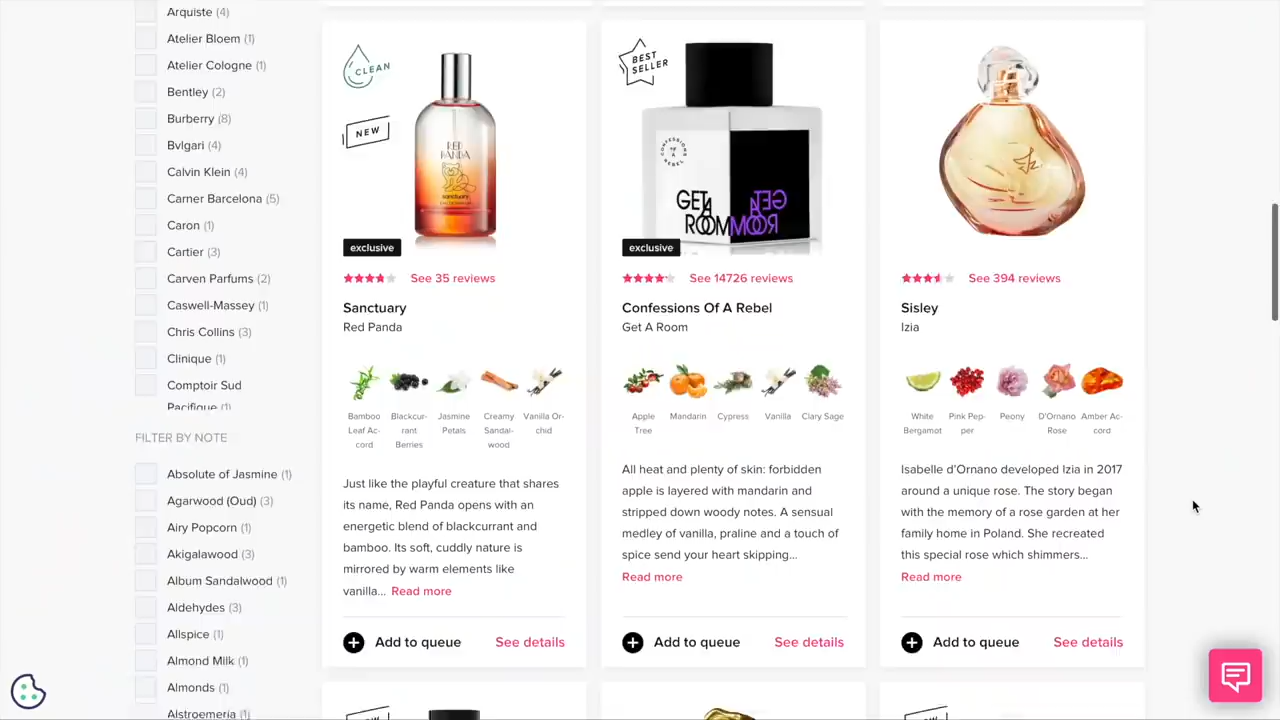 Arquiste (4)
Atelier Bloem (1)
Atelier Cologne (1)
Bentley (2)
Burberry (8)
Bvlgari (4)
Calvin Klein (4)
Carner Barcelona (5)
Caron (1)
Cartier (3)
Carven Parfums (2)
Caswell-Massey (1)
Chris Collins (3)
Clinique (1)
Comptoir Sud
Pacifique (1)
FILTER BY NOTE
Absolute of Jasmine (1)
Agarwood (Oud) (3)
Airy Popcorn (1)
Akigalawood (3)
Album Sandalwood (1)
Aldehydes (3)
Allspice (1)
Almond Milk (1)
Almonds (1)
Alstroemeria (1)
CLEAN
NEW
RED
PANDA
sanctuary
exclusive
See 35 reviews
Sanctuary
Red Panda
Bamboo
Leaf Ac-
cord
Blackcur-
rant
Berries
Jasmine
Petals
Creamy
Sandal-
wood
Vanilla Or-
chid
Just like the playful creature that shares
its name, Red Panda opens with an
energetic blend of blackcurrant and
bamboo. Its soft, cuddly nature is
mirrored by warm elements like
vanilla... Read more
Add to queue
See details
BEST
SELLER
CONFESSIONS OF A REBEL
GET
A
ROOM
GET
A
ROOM
exclusive
See 14726 reviews
Confessions Of A Rebel
Get A Room
Apple
Tree
Mandarin
Cypress
Vanilla
Clary Sage
All heat and plenty of skin: forbidden
apple is layered with mandarin and
stripped down woody notes. A sensual
medley of vanilla, praline and a touch of
spice send your heart skipping...
Read more
Add to queue
See details
See 394 reviews
Sisley
Izia
White
Bergamot
Pink Pep-
per
Peony
D'Ornano
Rose
Amber Ac-
cord
Isabelle d'Ornano developed Izia in 2017
around a unique rose. The story began
with the memory of a rose garden at her
family home in Poland. She recreated
this special rose which shimmers...
Read more
Add to queue
See details